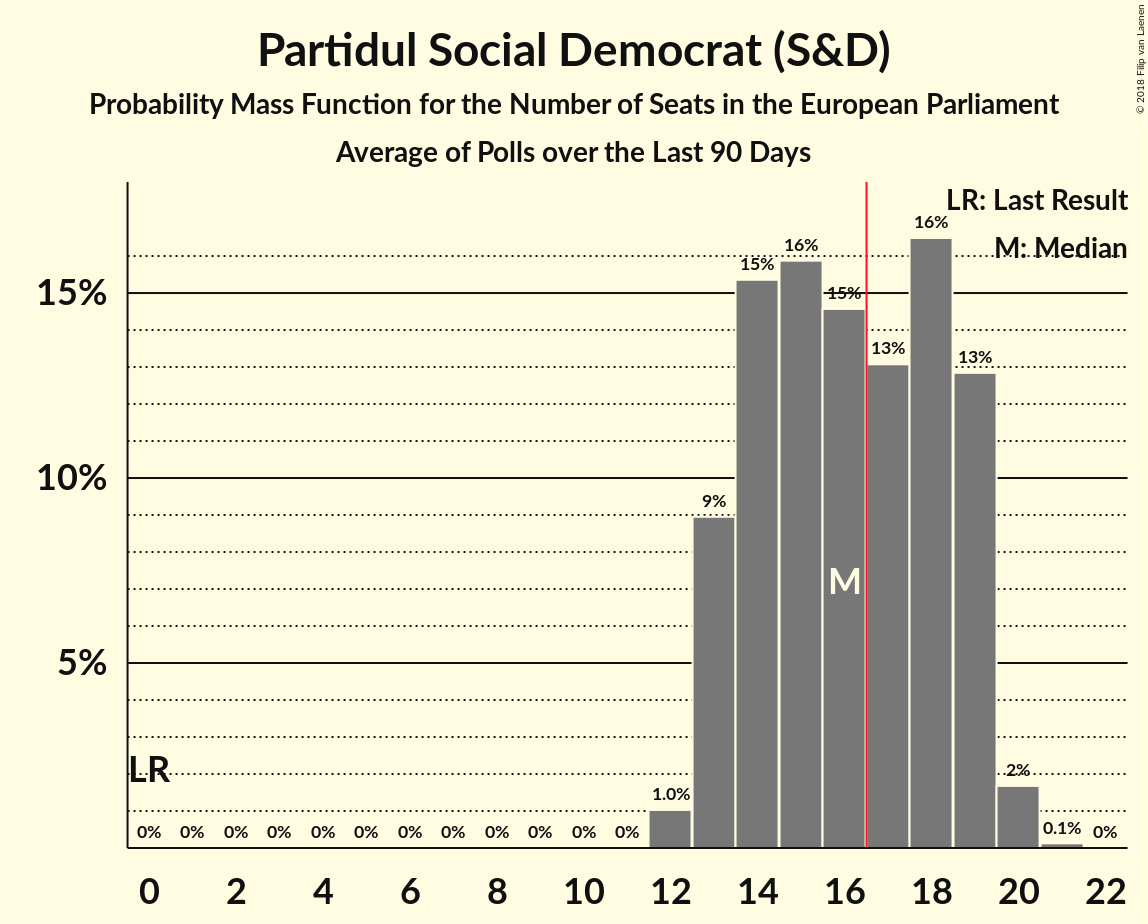 Partidul Social Democrat (S&D)
Probability Mass Function for the Number of Seats in the European Parliament
Average of Polls over the Last 90 Days
© 2018 Filip van Laenen
LR: Last Result
M: Median
16%
16%
15%
15%
15%
13%
13%
10%
9%
M
5%
LR
2%
1.0%
0% 0% 0% 0% 0% 0% 0% 0% 0% 0% 0% 0% 0.1% 0%
0 2 4 6 8 10 12 14 16 18 20 22